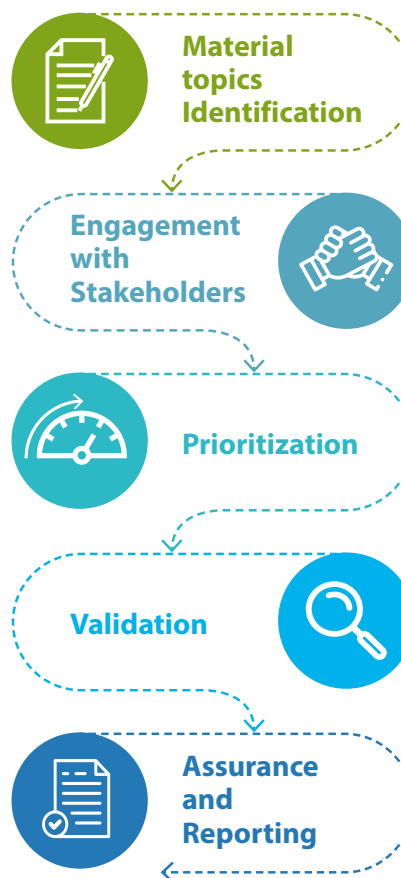 Material
topics
Identification
Engagement
with
Stakeholders
Prioritization
Validation
Assurance
and
Reporting